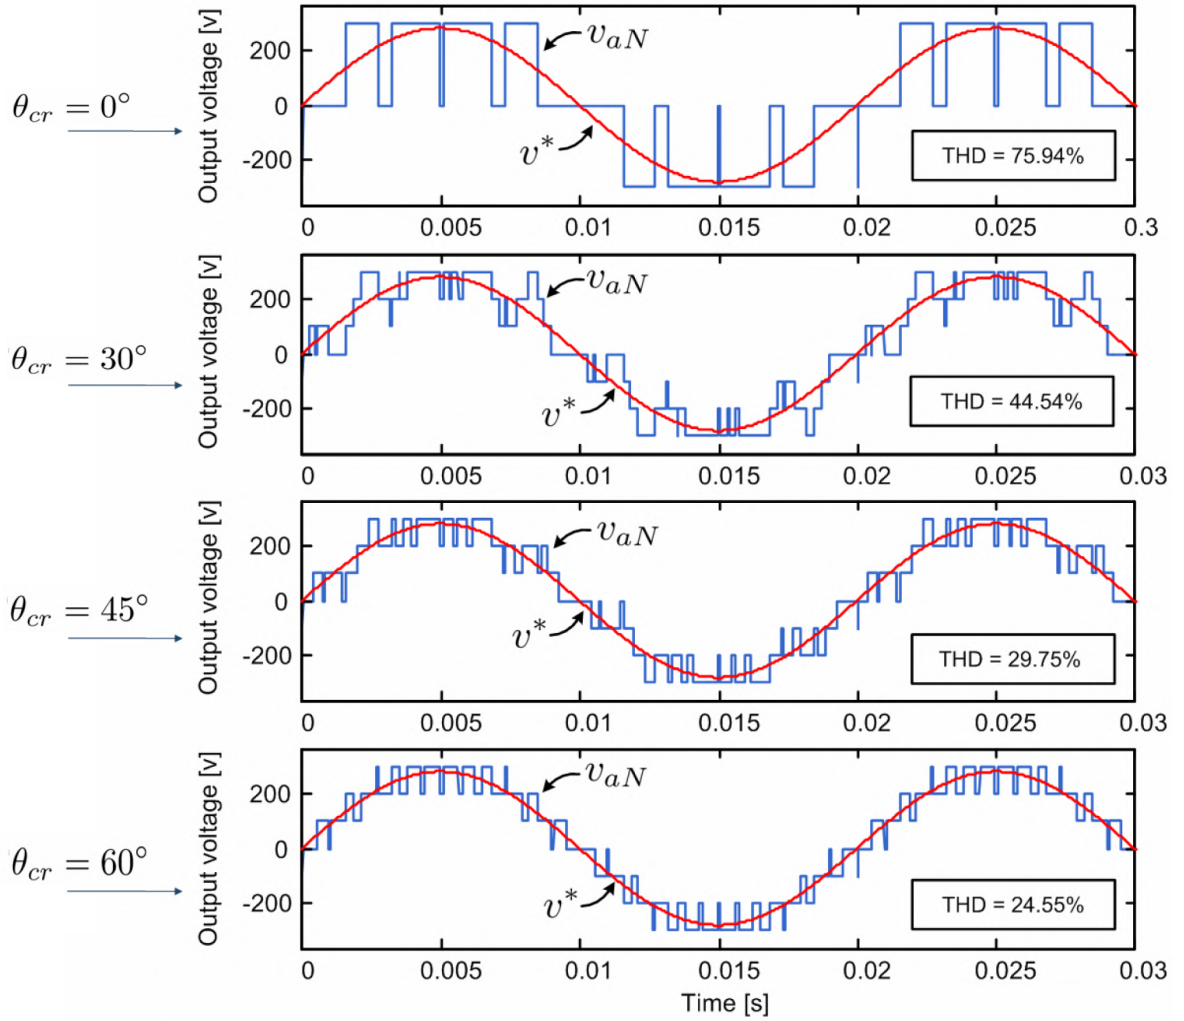 Output voltage [v]
200
0
-200
θcr = 0°
vaN
v*
THD = 75.94%
0
0.005
0.01
0.015
0.02
0.025
0.3
Output voltage [v]
200
0
-200
θcr = 30°
vaN
v*
THD = 44.54%
0
0.005
0.01
0.015
0.02
0.025
0.03
Output voltage [v]
200
0
-200
θcr = 45°
vaN
v*
THD = 29.75%
0
0.005
0.01
0.015
0.02
0.025
0.03
Output voltage [v]
200
0
-200
θcr = 60°
vaN
v*
THD = 24.55%
0
0.005
0.01
0.015
0.02
0.025
0.03
Time [s]